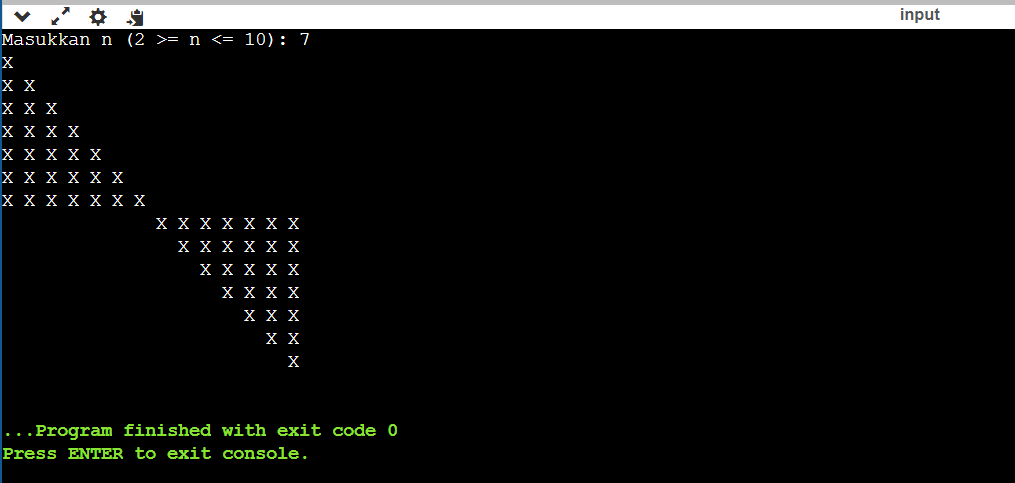 input
Masukkan n (2 >= n <= 10): 7
X
X X
X X X
X X X X
X X X X X
X X X X X X
X X X X X X X
              X X X X X X X
                X X X X X X
                  X X X X X
                    X X X X
                      X X X
                        X X
                          X
...Program finished with exit code 0
Press ENTER to exit console.